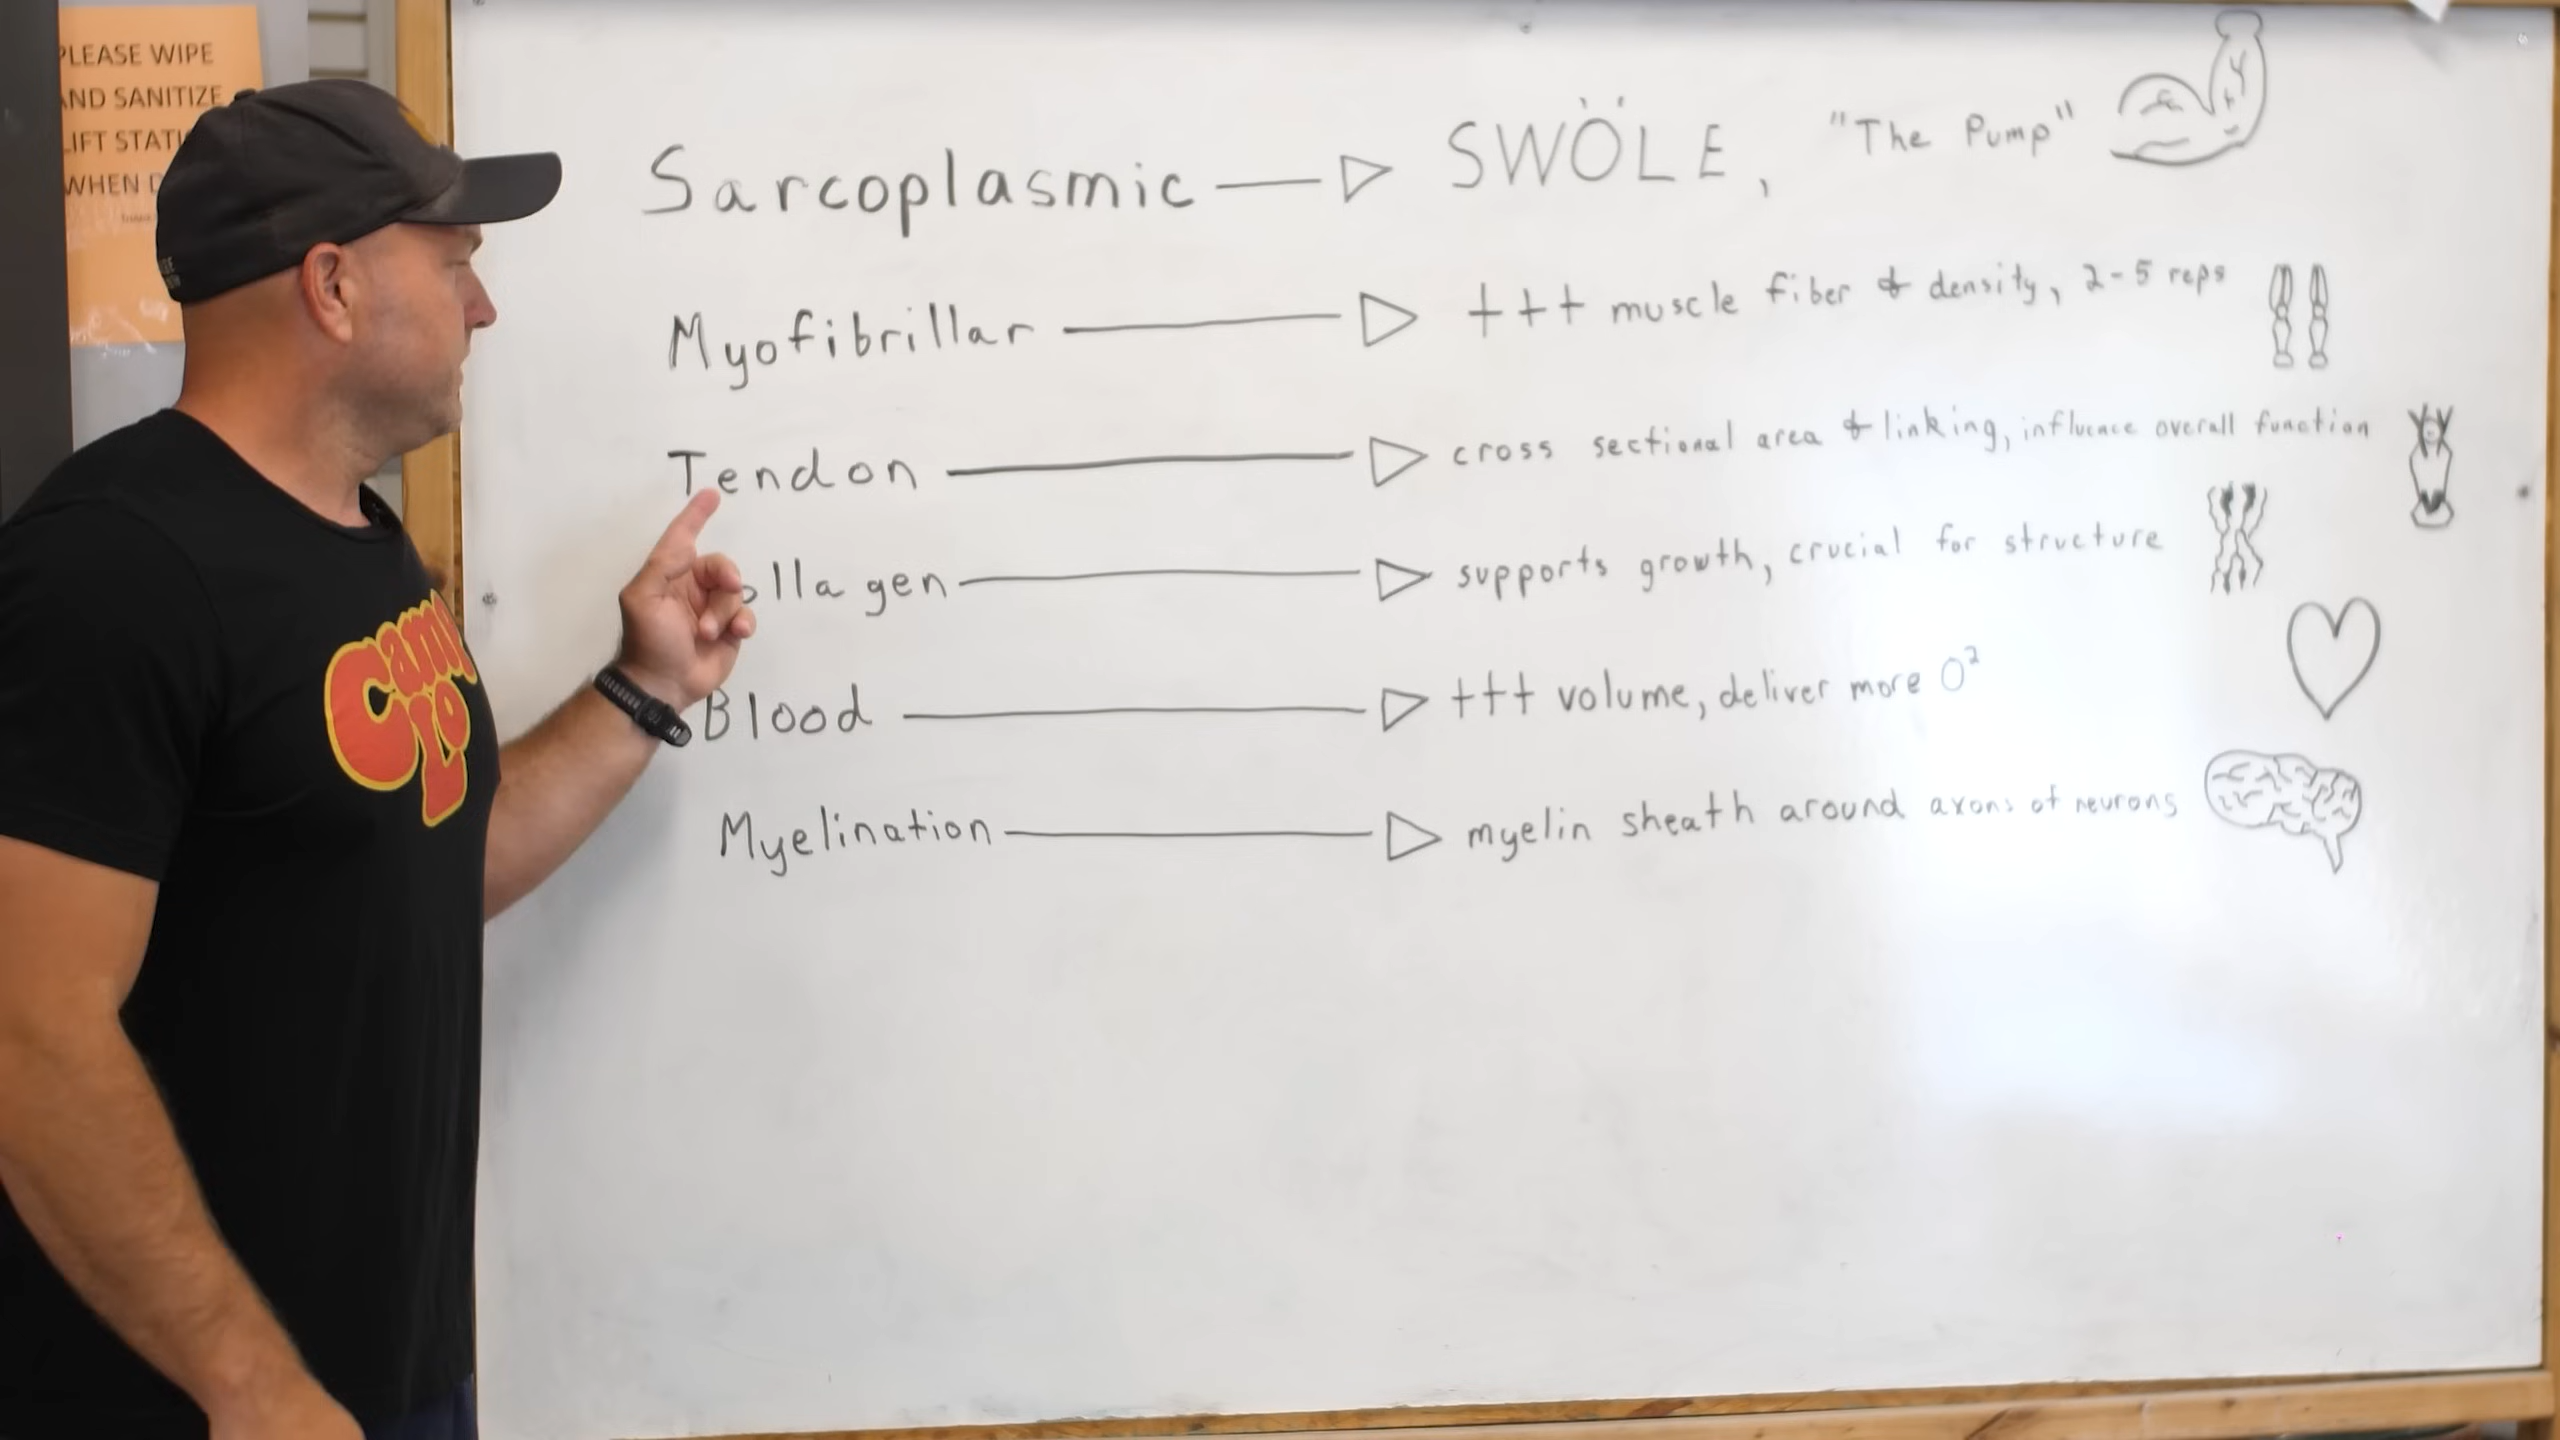 PLEASE WIPE
AND SANITIZE
LIFT STATI
WHEN D
Camp
Lo
Sarcoplasmic SWÖLE, "The Pump"
Myofibrillar +++ muscle fiber & density, 2-5 reps
Tendon cross sectional area & linking, influence overall function
ollagen supports growth, crucial for structure
Blood +++ volume, deliver more O²
Myelination myelin sheath around axons of neurons